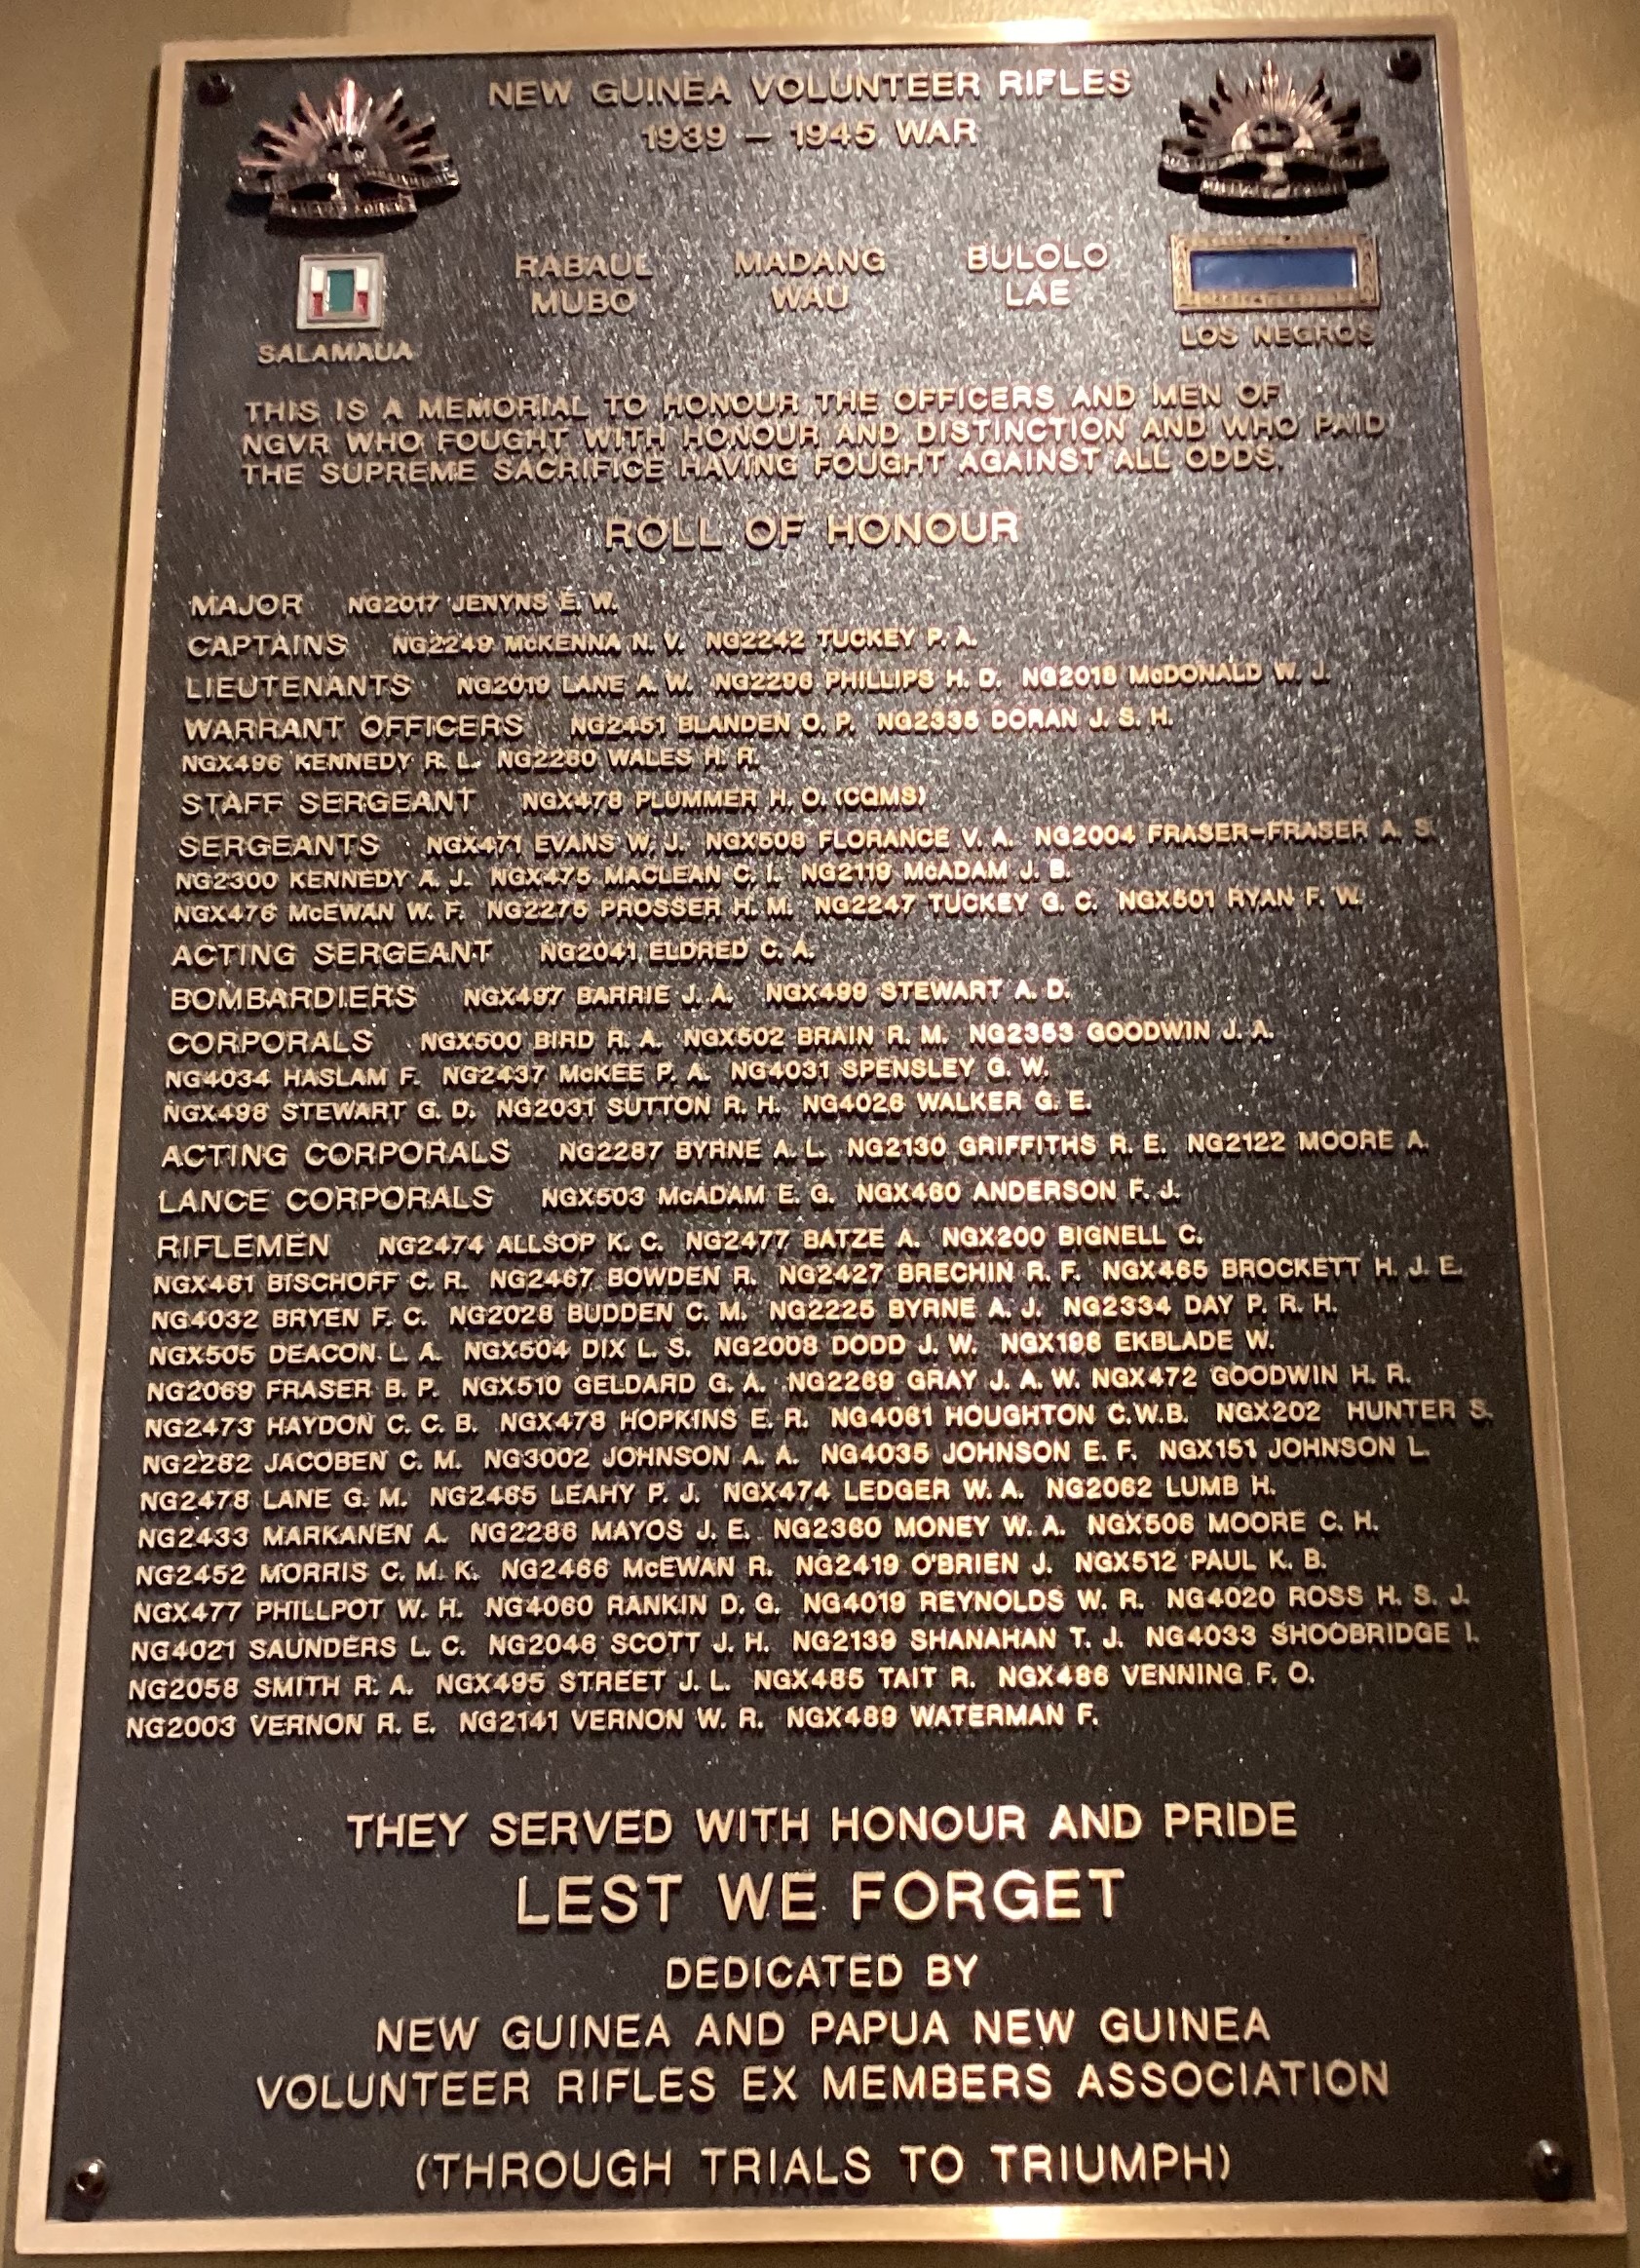 NEW GUINEA VOLUNTEER RIFLES
1939 – 1945 WAR
RABAUL MADANG BULOLO
MUBO WAU LAE
SALAMAUA LOS NEGROS
THIS IS A MEMORIAL TO HONOUR THE OFFICERS AND MEN OF
NGVR WHO FOUGHT WITH HONOUR AND DISTINCTION AND WHO PAID
THE SUPREME SACRIFICE HAVING FOUGHT AGAINST ALL ODDS.
ROLL OF HONOUR
MAJOR NG2017 JENYNS E. W.
CAPTAINS NG2249 McKENNA N. V. NG2242 TUCKEY P. A.
LIEUTENANTS NG2019 LANE A. W. NG2296 PHILLIPS H. D. NG2018 McDONALD W. J.
WARRANT OFFICERS NG2451 BLANDEN O. P. NG2335 DORAN J. S. H.
NGX496 KENNEDY R. L. NG2280 WALES H. R.
STAFF SERGEANT NGX478 PLUMMER H. O. (CQMS)
SERGEANTS NGX471 EVANS W. J. NGX508 FLORANCE V. A. NG2004 FRASER-FRASER A. S.
NG2300 KENNEDY A. J. NGX475 MACLEAN C. I. NG2119 McADAM J. B.
NGX476 McEWAN W. F. NG2275 PROSSER H. M. NG2247 TUCKEY G. C. NGX501 RYAN F. W.
ACTING SERGEANT NG2041 ELDRED C. A.
BOMBARDIERS NGX497 BARRIE J. A. NGX499 STEWART A. D.
CORPORALS NGX500 BIRD R. A. NGX502 BRAIN R. M. NG2353 GOODWIN J. A.
NG4034 HASLAM F. NG2437 McKEE P. A. NG4031 SPENSLEY G. W.
NGX498 STEWART G. D. NG2031 SUTTON R. H. NG4026 WALKER G. E.
ACTING CORPORALS NG2287 BYRNE A. L. NG2130 GRIFFITHS R. E. NG2122 MOORE A.
LANCE CORPORALS NGX503 McADAM E. G. NGX460 ANDERSON F. J.
RIFLEMEN NG2474 ALLSOP K. C. NG2477 BATZE A. NGX200 BIGNELL C.
NGX461 BISCHOFF C. R. NG2467 BOWDEN R. NG2427 BRECHIN R. F. NGX465 BROCKETT H. J. E.
NG4032 BRYEN F. C. NG2028 BUDDEN C. M. NG2225 BYRNE A. J. NG2334 DAY P. R. H.
NGX505 DEACON L. A. NGX504 DIX L. S. NG2008 DODD J. W. NGX198 EKBLADE W.
NG2069 FRASER B. P. NGX510 GELDARD G. A. NG2269 GRAY J. A. W. NGX472 GOODWIN H. R.
NG2473 HAYDON C. C. B. NGX473 HOPKINS E. R. NG4061 HOUGHTON C.W.B. NGX202 HUNTER S.
NG2282 JACOBEN C. M. NG3002 JOHNSON A. A. NG4035 JOHNSON E. F. NGX151 JOHNSON L.
NG2478 LANE G. M. NG2465 LEAHY P. J. NGX474 LEDGER W. A. NG2062 LUMB H.
NG2433 MARKANEN A. NG2286 MAYOS J. E. NG2360 MONEY W. A. NGX506 MOORE C. H.
NG2452 MORRIS C. M. K. NG2466 McEWAN R. NG2419 O'BRIEN J. NGX512 PAUL K. B.
NGX477 PHILLPOT W. H. NG4060 RANKIN D. G. NG4019 REYNOLDS W. R. NG4020 ROSS H. S. J.
NG4021 SAUNDERS L. C. NG2046 SCOTT J. H. NG2139 SHANAHAN T. J. NG4033 SHOOBRIDGE I.
NG2058 SMITH R. A. NGX495 STREET J. L. NGX485 TAIT R. NGX486 VENNING F. O.
NG2003 VERNON R. E. NG2141 VERNON W. R. NGX489 WATERMAN F.
THEY SERVED WITH HONOUR AND PRIDE
LEST WE FORGET
DEDICATED BY
NEW GUINEA AND PAPUA NEW GUINEA
VOLUNTEER RIFLES EX MEMBERS ASSOCIATION
(THROUGH TRIALS TO TRIUMPH)